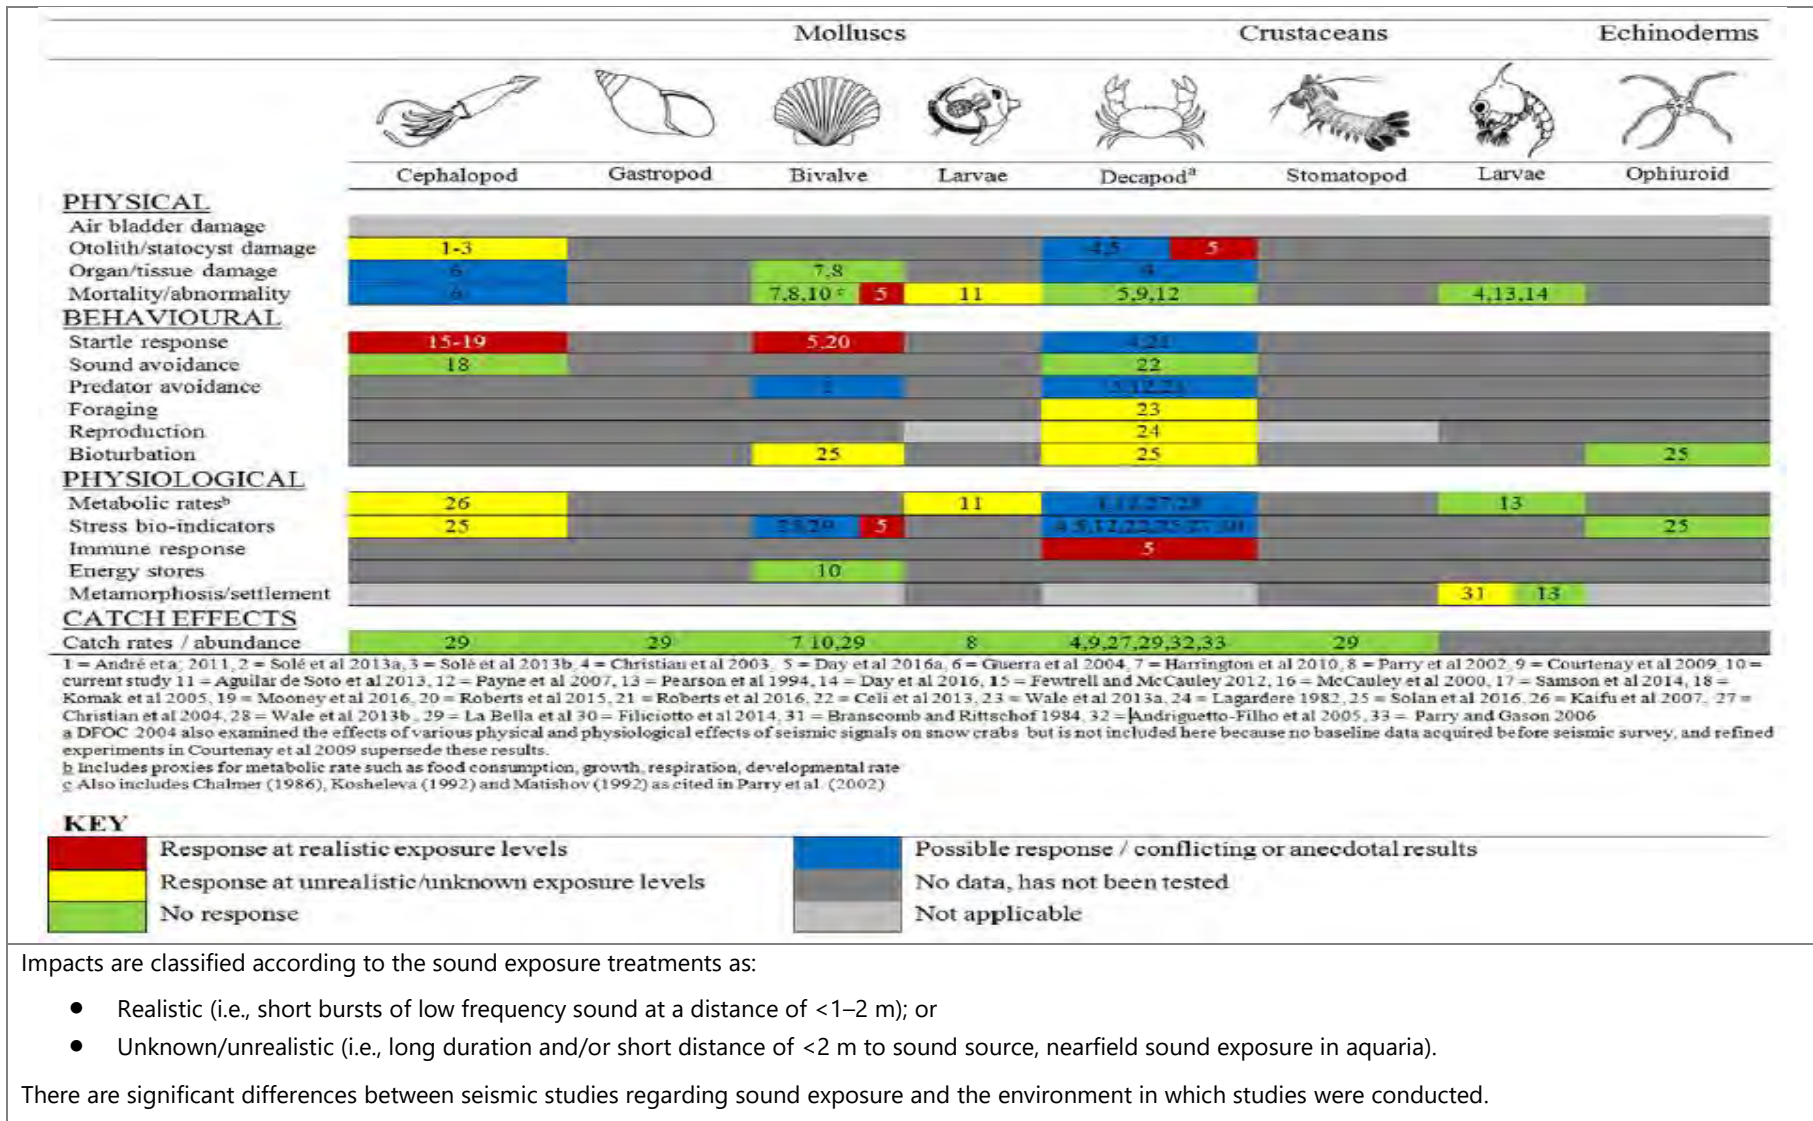 Molluscs Crustaceans Echinoderms
Cephalopod Gastropod Bivalve Larvae Decapodᵃ Stomatopod Larvae Ophiuroid
PHYSICAL
Air bladder damage
Otolith/statocyst damage 1-3 4,5 5
Organ/tissue damage 6 7,8 4
Mortality/abnormality 6 7,8,10 ᶜ 5 11 5,9,12 4,13,14
BEHAVIOURAL
Startle response 15-19 5,20 4,21
Sound avoidance 18 22
Predator avoidance
Foraging 23
Reproduction 24
Bioturbation 25 25 25
PHYSIOLOGICAL
Metabolic ratesᵇ 26 11 13
Stress bio-indicators 25 5 25
Immune response 5
Energy stores 10
Metamorphosis/settlement 31 13
CATCH EFFECTS
Catch rates / abundance 29 29 7 10,29 8 4,9,27,29,32,33 29
1 = André et a: 2011, 2 = Solé et al 2013a, 3 = Solé et al 2013b, 4 = Christian et al 2003, 5 = Day et al 2016a, 6 = Guerra et al 2004, 7 = Harrington et al 2010, 8 = Parry et al 2002, 9 = Courtenay et al 2009, 10 =
current study 11 = Aguilar de Soto et al 2013, 12 = Payne et al 2007, 13 = Pearson et al 1994, 14 = Day et al 2016, 15 = Fewtrell and McCauley 2012, 16 = McCauley et al 2000, 17 = Samson et al 2014, 18 =
Komak et al 2005, 19 = Mooney et al 2016, 20 = Roberts et al 2015, 21 = Roberts et al 2016, 22 = Celi et al 2013, 23 = Wale et al 2013a, 24 = Lagardere 1982, 25 = Solan et al 2016, 26 = Kaifu et al 2007, 27 =
Christian et al 2004, 28 = Wale et al 2013b, 29 = La Bella et al 30 = Filiciotto et al 2014, 31 = Branscomb and Rittschof 1984, 32 = Andriguetto-Filho et al 2005, 33 = Parry and Gason 2006
a DFOC 2004 also examined the effects of various physical and physiological effects of seismic signals on snow crabs but is not included here because no baseline data acquired before seismic survey, and refined
experiments in Courtenay et al 2009 supersede these results.
b Includes proxies for metabolic rate such as food consumption, growth, respiration, developmental rate
c Also includes Chalmer (1986), Kosheleva (1992) and Matishov (1992) as cited in Parry et al. (2002)
KEY
Response at realistic exposure levels Possible response / conflicting or anecdotal results
Response at unrealistic/unknown exposure levels No data, has not been tested
No response Not applicable
Impacts are classified according to the sound exposure treatments as:
● Realistic (i.e., short bursts of low frequency sound at a distance of <1–2 m); or
● Unknown/unrealistic (i.e., long duration and/or short distance of <2 m to sound source, nearfield sound exposure in aquaria).
There are significant differences between seismic studies regarding sound exposure and the environment in which studies were conducted.